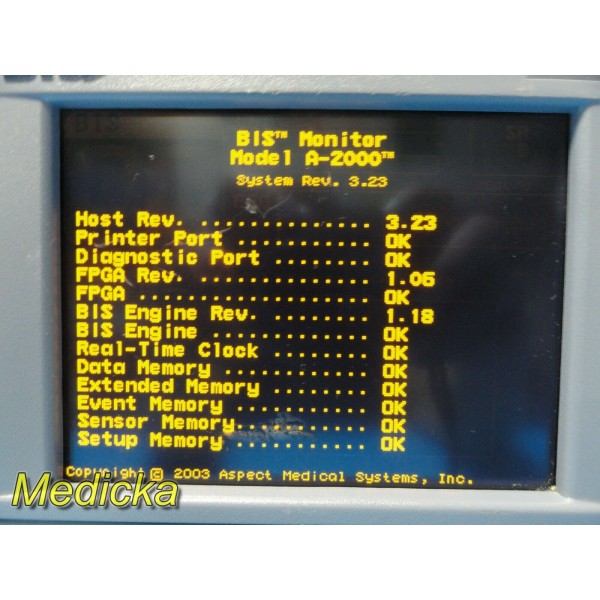 BIS
BIS™ Monitor
Model A-2000™
System Rev. 3.23
Host Rev. ............... 3.23
Printer Port ........... OK
Diagnostic Port ........ OK
FPGA Rev. ............... 1.06
FPGA .................... OK
BIS Engine Rev. ........ 1.18
BIS Engine ............. OK
Real-Time Clock ........ OK
Data Memory ............ OK
Extended Memory ........ OK
Event Memory ........... OK
Sensor Memory........... OK
Setup Memory ........... OK
Copyright © 2003 Aspect Medical Systems, Inc.
Medicka